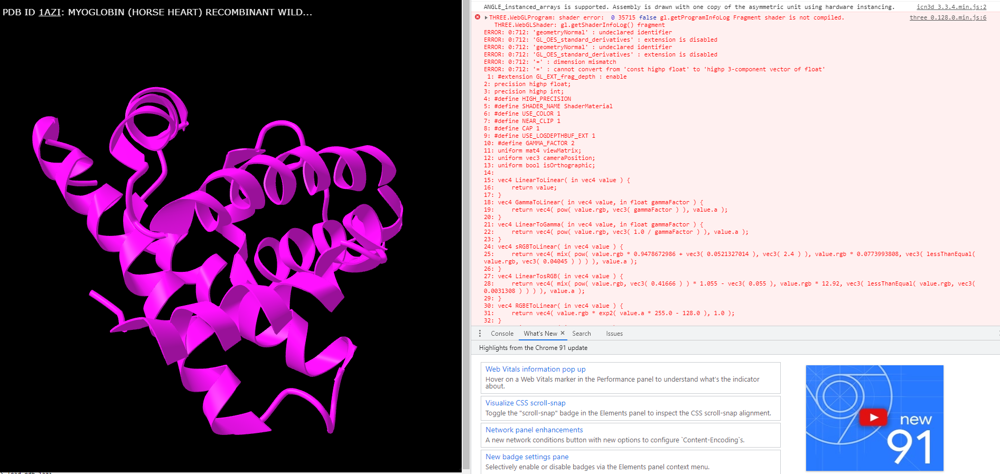 PDB ID 1AZI: MYOGLOBIN (HORSE HEART) RECOMBINANT WILD...
ANGLE_instanced_arrays is supported. Assembly is drawn with one copy of the asymmetric unit using hardware instancing. icn3d 3.3.4.min.js:2
THREE.WebGLProgram: shader error:  0 35715 false gl.getProgramInfoLog Fragment shader is not compiled. three 0.128.0.min.js:6
THREE.WebGLShader: gl.getShaderInfoLog() fragment
ERROR: 0:712: 'geometryNormal' : undeclared identifier
ERROR: 0:712: 'GL_OES_standard_derivatives' : extension is disabled
ERROR: 0:712: 'geometryNormal' : undeclared identifier
ERROR: 0:712: 'GL_OES_standard_derivatives' : extension is disabled
ERROR: 0:712: '=' : dimension mismatch
ERROR: 0:712: '=' : cannot convert from 'const highp float' to 'highp 3-component vector of float'
1: #extension GL_EXT_frag_depth : enable
2: precision highp float;
3: precision highp int;
4: #define HIGH_PRECISION
5: #define SHADER_NAME ShaderMaterial
6: #define USE_COLOR 1
7: #define NEAR_CLIP 1
8: #define CAP 1
9: #define USE_LOGDEPTHBUF_EXT 1
10: #define GAMMA_FACTOR 2
11: uniform mat4 viewMatrix;
12: uniform vec3 cameraPosition;
13: uniform bool isOrthographic;
14:
15: vec4 LinearToLinear( in vec4 value ) {
16:     return value;
17: }
18: vec4 GammaToLinear( in vec4 value, in float gammaFactor ) {
19:     return vec4( pow( value.rgb, vec3( gammaFactor ) ), value.a );
20: }
21: vec4 LinearToGamma( in vec4 value, in float gammaFactor ) {
22:     return vec4( pow( value.rgb, vec3( 1.0 / gammaFactor ) ), value.a );
23: }
24: vec4 sRGBToLinear( in vec4 value ) {
25:     return vec4( mix( pow( value.rgb * 0.9478672986 + vec3( 0.0521327014 ), vec3( 2.4 ) ), value.rgb * 0.0773993808, vec3( lessThanEqual(
value.rgb, vec3( 0.04045 ) ) ) ), value.a );
26: }
27: vec4 LinearTosRGB( in vec4 value ) {
28:     return vec4( mix( pow( value.rgb, vec3( 0.41666 ) ) * 1.055 - vec3( 0.055 ), value.rgb * 12.92, vec3( lessThanEqual( value.rgb, vec3(
0.0031308 ) ) ) ), value.a );
29: }
30: vec4 RGBEToLinear( in vec4 value ) {
31:     return vec4( value.rgb * exp2( value.a * 255.0 - 128.0 ), 1.0 );
32: }
Console What's New × Search Issues
Highlights from the Chrome 91 update
Web Vitals information pop up
Hover on a Web Vitals marker in the Performance panel to understand what's the indicator
about.
Visualize CSS scroll-snap
Toggle the "scroll-snap" badge in the Elements panel to inspect the CSS scroll-snap alignment.
Network panel enhancements
A new network conditions button with new options to configure `Content-Encoding`s.
New badge settings pane
Selectively enable or disable badges via the Elements panel context menu.
new
91